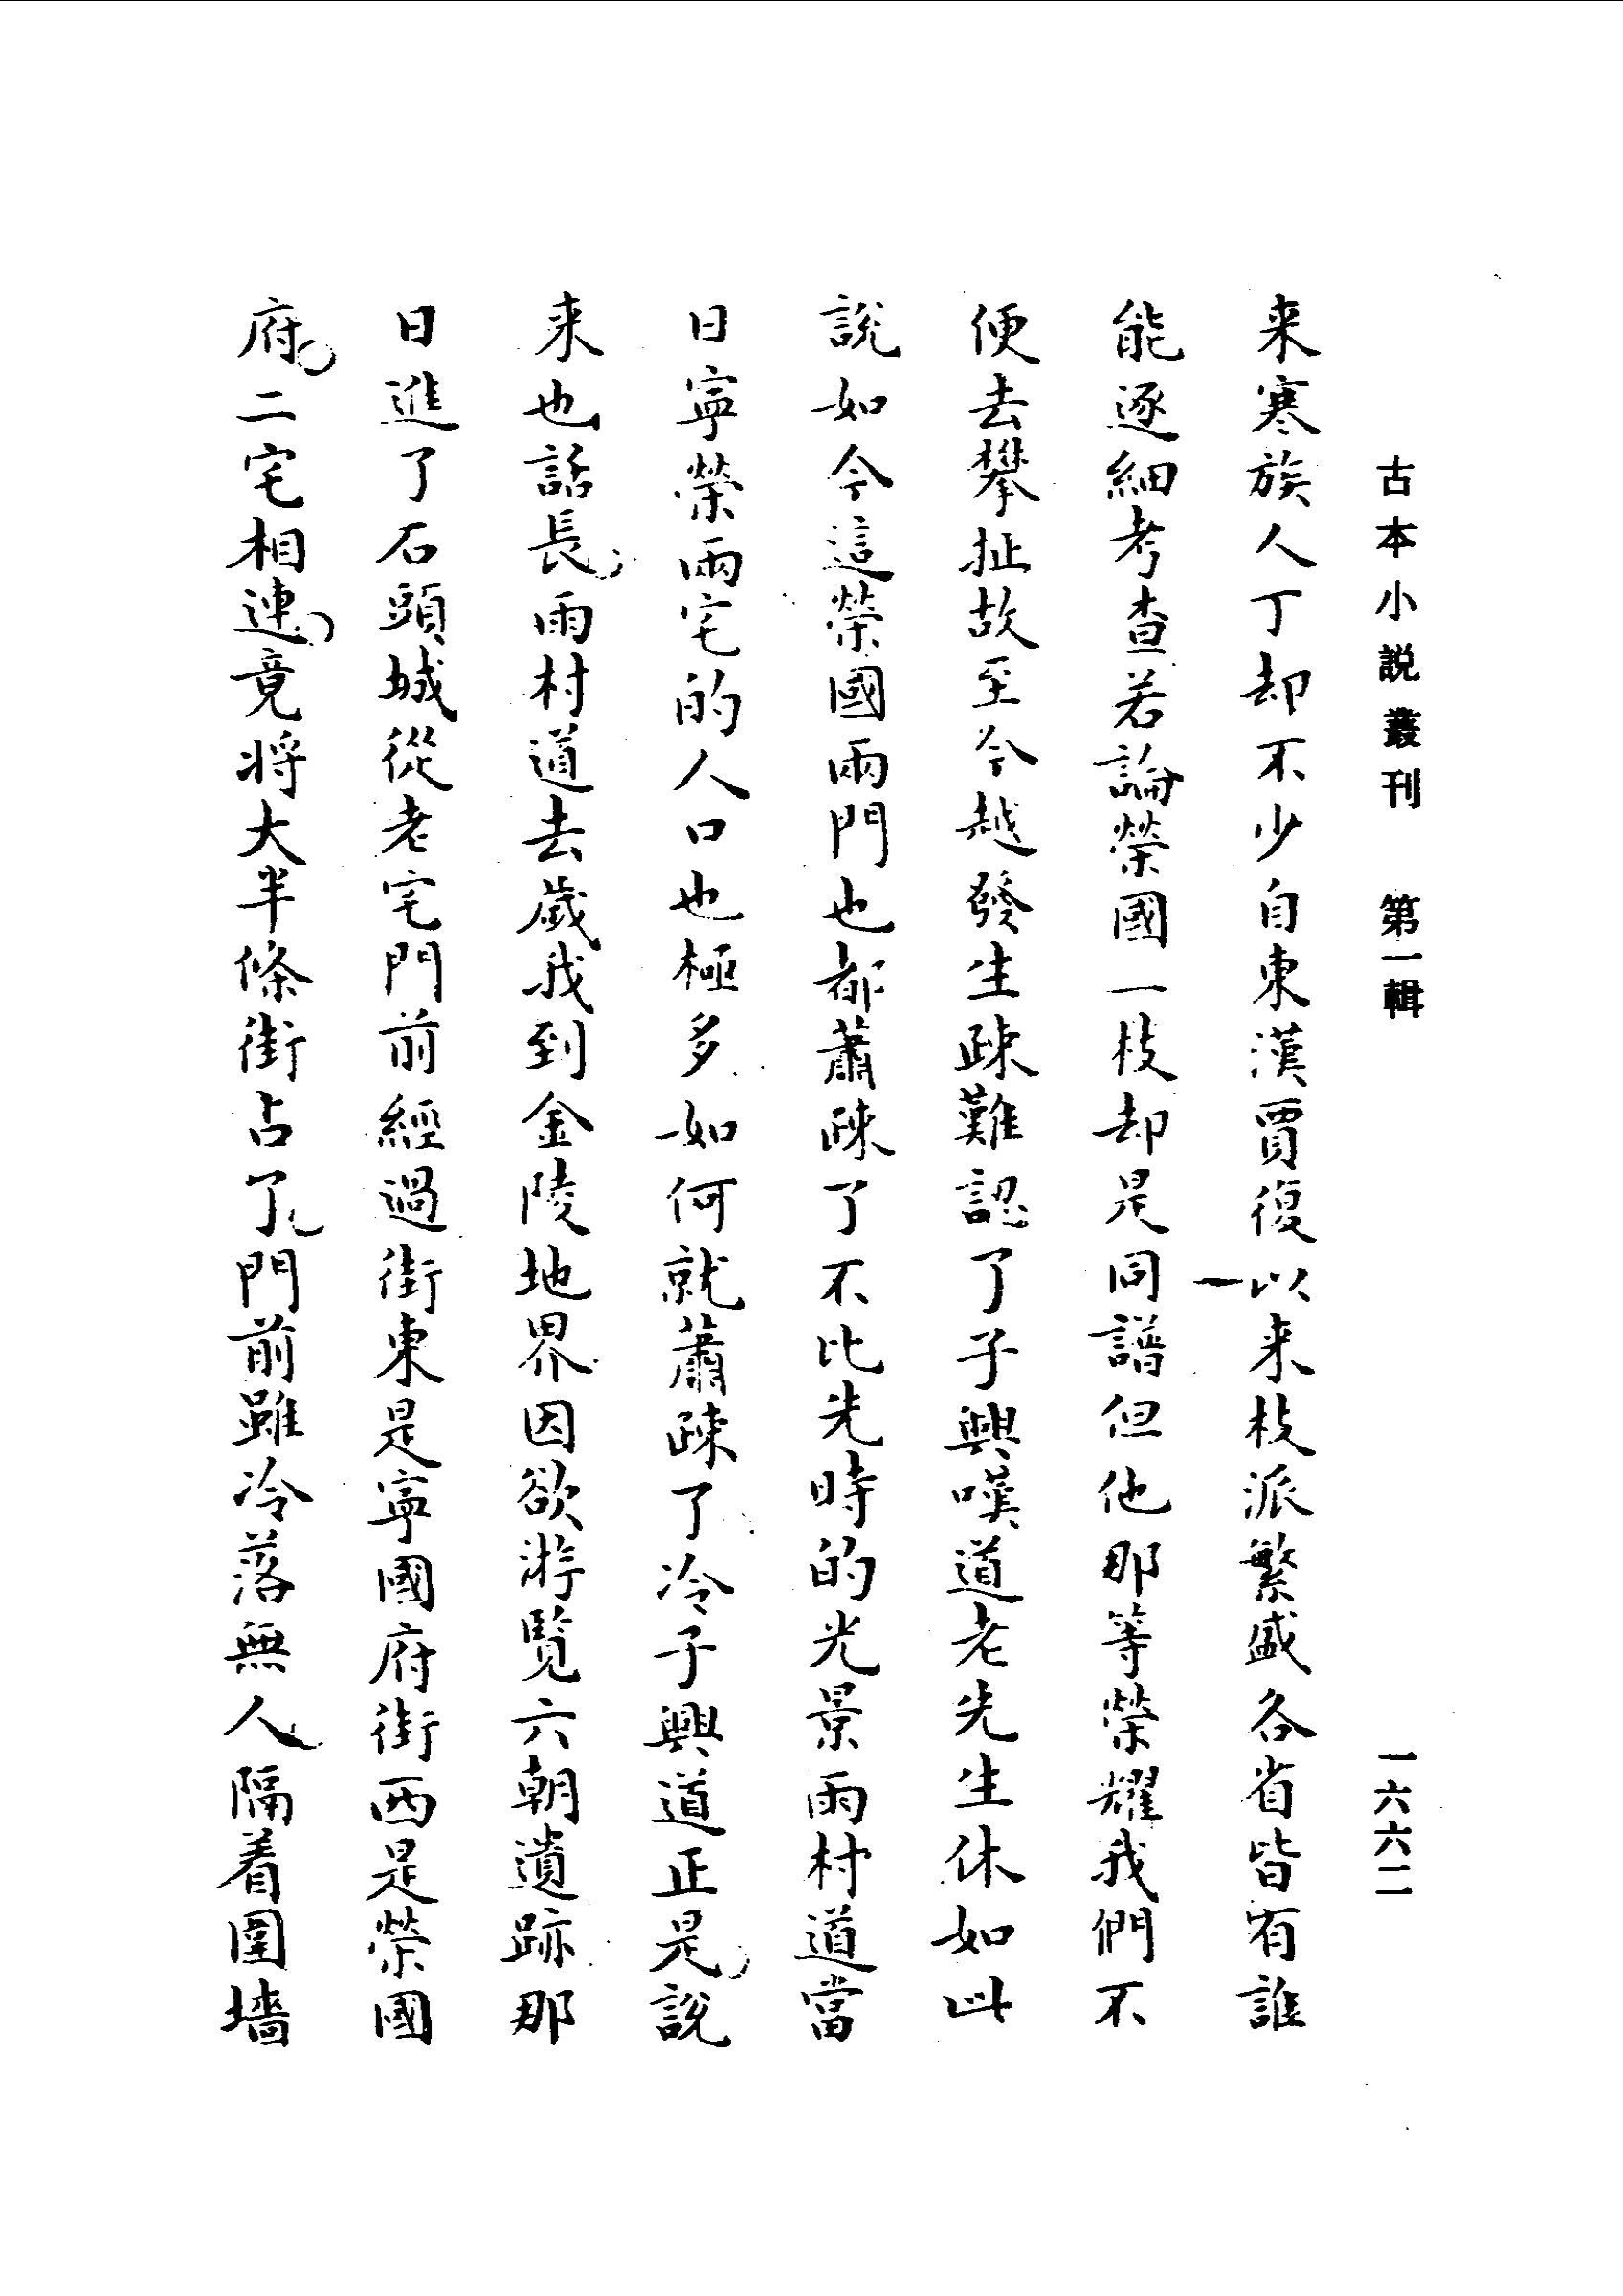 古本小説叢刊 第一輯 一六六二
来寒族人丁却不少自東漢賈復以来枝派繁盛各省皆有誰
能逐細考查若論榮國一枝却是同譜但他那等榮耀我們不
便去攀扯故至今越發生踈難認了子興嘆道老先生休如此
說如今這榮國兩門也都蕭踈了不比先時的光景雨村道當
日寧榮兩宅的人口也極多如何就蕭踈了冷子興道正是說
来也話長雨村道去歲我到金陵地界因欲游覧六朝遺跡那
日進了石頭城從老宅門前經過街東是寧國府街西是榮國
府二宅相連竟將大半條街占了門前雖冷落無人隔着圍墻